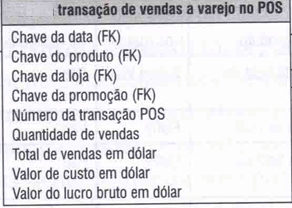 transação de vendas a varejo no POS
Chave da data (FK)
Chave do produto (FK)
Chave da loja (FK)
Chave da promoção (FK)
Número da transação POS
Quantidade de vendas
Total de vendas em dólar
Valor de custo em dólar
Valor do lucro bruto em dólar